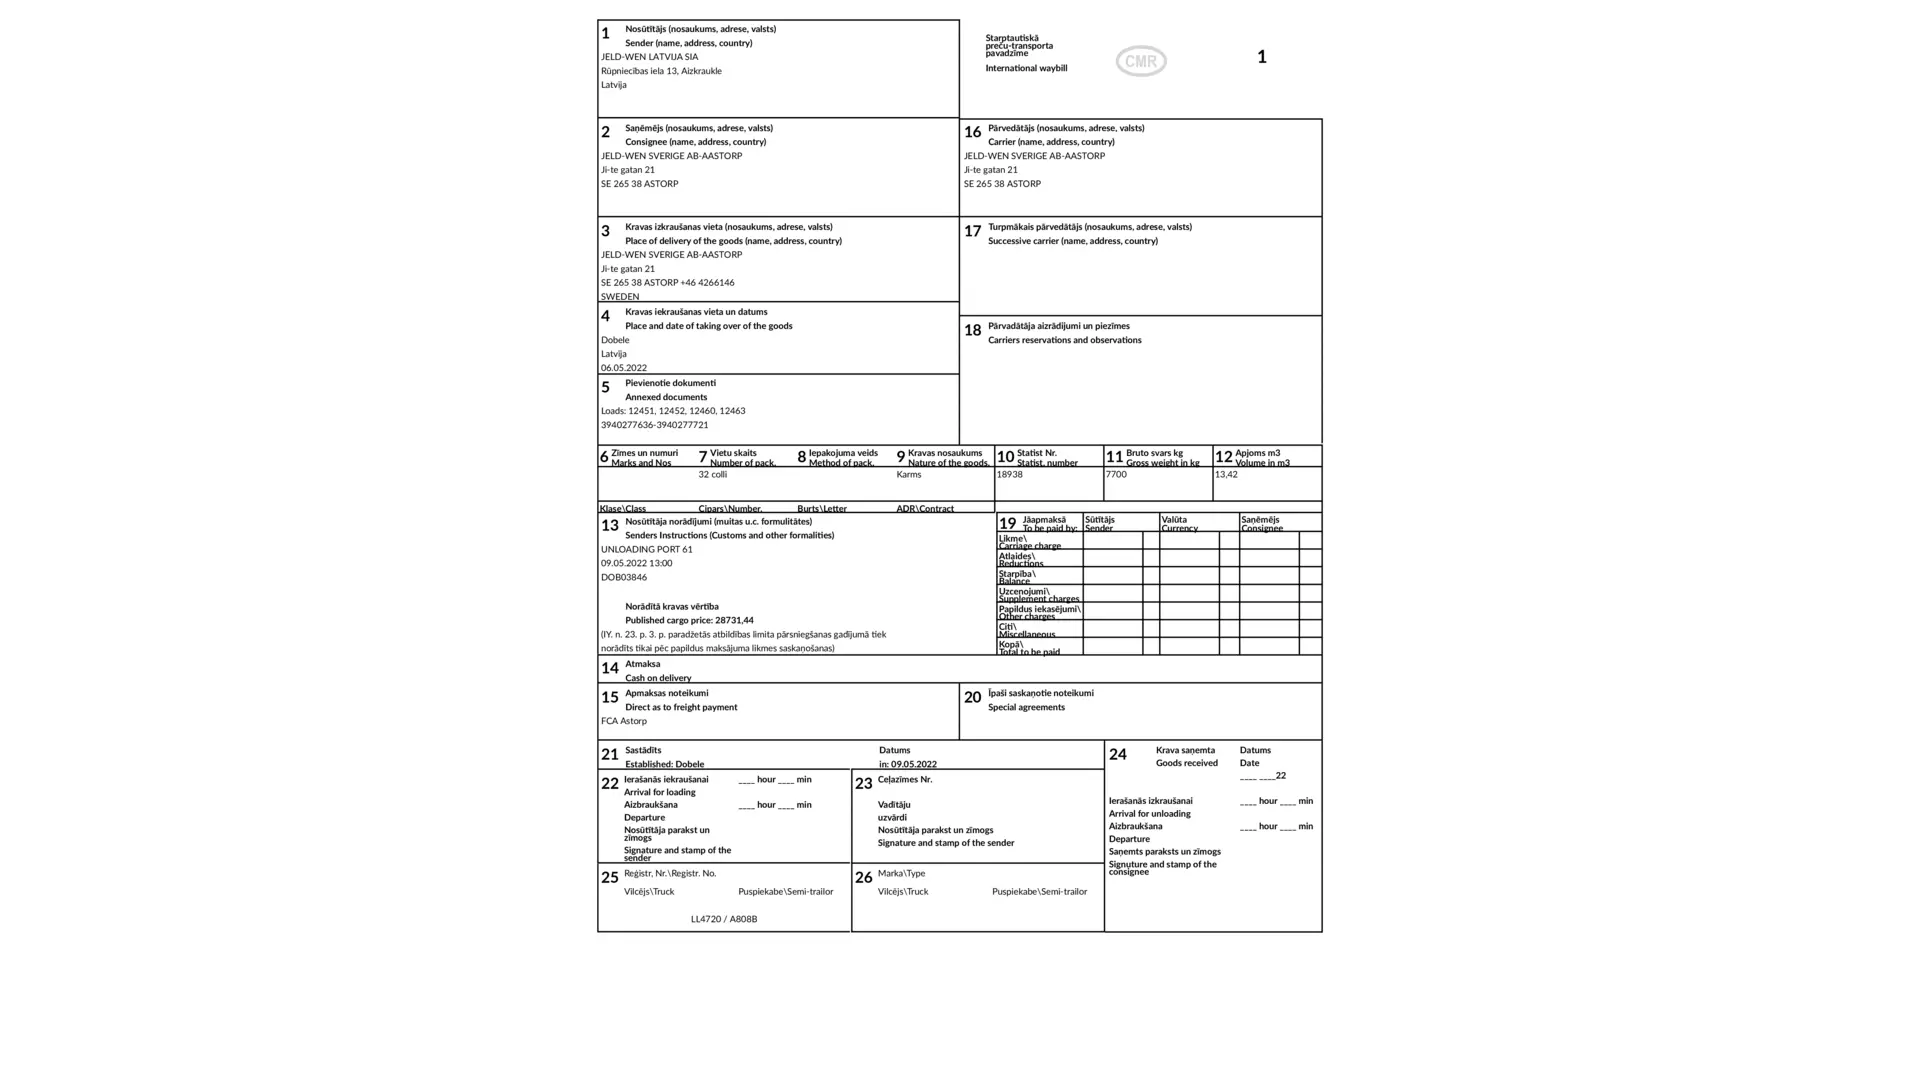 1 Nosūtītājs (nosaukums, adrese, valsts)
Sender (name, address, country)
JELD-WEN LATVIJA SIA
Rūpniecības iela 13, Aizkraukle
Latvija
Starptautiskā
preču-transporta
pavadzīme
International waybill
CMR
1
2 Saņēmējs (nosaukums, adrese, valsts)
Consignee (name, address, country)
JELD-WEN SVERIGE AB-AASTORP
Ji-te gatan 21
SE 265 38 ASTORP
16 Pārvedātājs (nosaukums, adrese, valsts)
Carrier (name, address, country)
JELD-WEN SVERIGE AB-AASTORP
Ji-te gatan 21
SE 265 38 ASTORP
3 Kravas izkraušanas vieta (nosaukums, adrese, valsts)
Place of delivery of the goods (name, address, country)
JELD-WEN SVERIGE AB-AASTORP
Ji-te gatan 21
SE 265 38 ASTORP +46 4266146
SWEDEN
17 Turpmākais pārvedātājs (nosaukums, adrese, valsts)
Successive carrier (name, address, country)
4 Kravas iekraušanas vieta un datums
Place and date of taking over of the goods
Dobele
Latvija
06.05.2022
18 Pārvadātāja aizrādījumi un piezīmes
Carriers reservations and observations
5 Pievienotie dokumenti
Annexed documents
Loads: 12451, 12452, 12460, 12463
3940277636-3940277721
6 Zīmes un numuri
Marks and Nos
7 Vietu skaits
Number of pack.
8 Iepakojuma veids
Method of pack.
9 Kravas nosaukums
Nature of the goods.
10 Statist Nr.
Statist. number
11 Bruto svars kg
Gross weight in kg
12 Apjoms m3
Volume in m3
32 colli Karms 18938 7700 13,42
Klase\Class Cipars\Number. Burts\Letter ADR\Contract
13 Nosūtītāja norādījumi (muitas u.c. formulitātes)
Senders Instructions (Customs and other formalities)
UNLOADING PORT 61
09.05.2022 13:00
DOB03846
Norādītā kravas vērtība
Published cargo price: 28731,44
(IY. n. 23. p. 3. p. paradžetās atbildības limita pārsniegšanas gadījumā tiek
norādīts tikai pēc papildus maksājuma likmes saskaņošanas)
19 Jāapmaksā
To be paid by:
Sūtītājs
Sender
Valūta
Currency
Saņēmējs
Consignee
Likme\
Carriage charge
Atlaides\
Reductions
Starpība\
Balance
Uzcenojumi\
Supplement charges
Papildus iekasējumi\
Other charges
Citi\
Miscellaneous
Kopā\
Total to be paid
14 Atmaksa
Cash on delivery
15 Apmaksas noteikumi
Direct as to freight payment
FCA Astorp
20 Īpaši saskaņotie noteikumi
Special agreements
21 Sastādīts
Established: Dobele
Datums
in: 09.05.2022
24 Krava saņemta
Goods received
Datums
Date
____ ____22
22 Ierašanās iekraušanai ____ hour ____ min
Arrival for loading
Aizbraukšana ____ hour ____ min
Departure
Nosūtītāja parakst un
zīmogs
Signature and stamp of the
sender
23 Ceļazīmes Nr.
Vadītāju
uzvārdi
Nosūtītāja parakst un zīmogs
Signature and stamp of the sender
Ierašanās izkraušanai ____ hour ____ min
Arrival for unloading
Aizbraukšana ____ hour ____ min
Departure
Saņemts paraksts un zīmogs
Signuture and stamp of the
consignee
25 Reģistr, Nr.\Registr. No.
Vilcējs\Truck Puspiekabe\Semi-trailor
LL4720 / A808B
26 Marka\Type
Vilcējs\Truck Puspiekabe\Semi-trailor